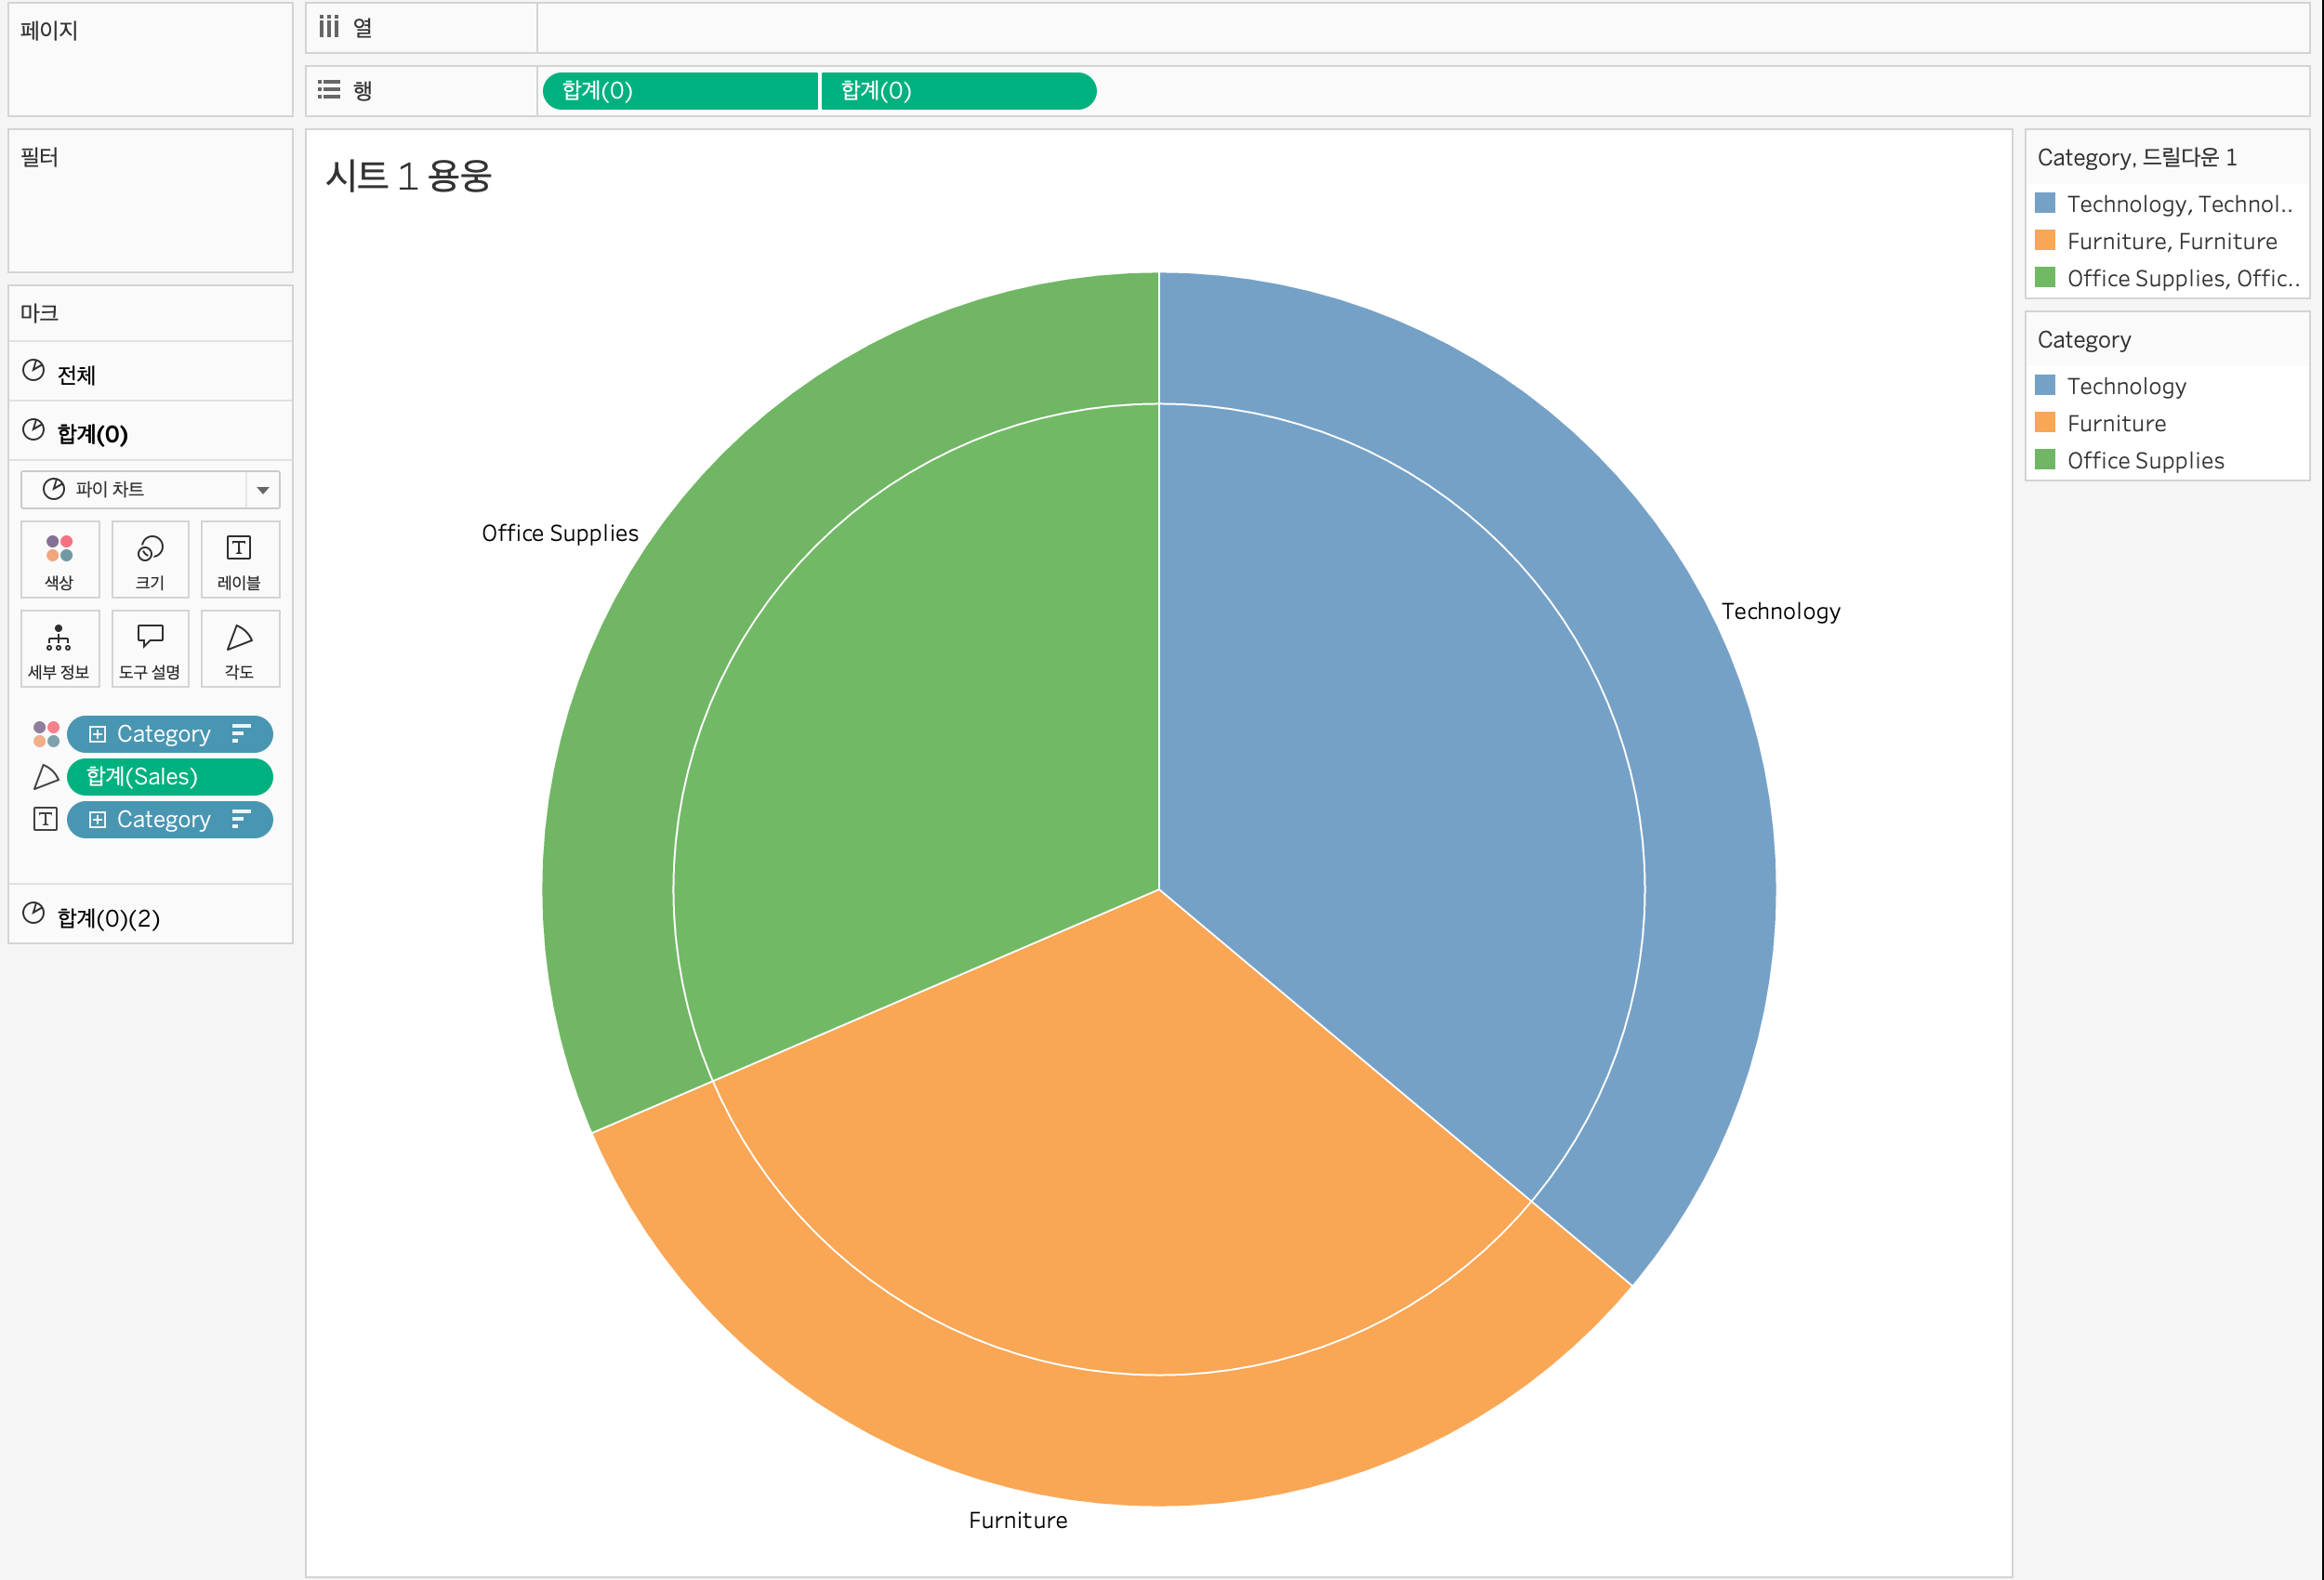 페이지
열
행
합계(0)
합계(0)
필터
시트 1 용웅
Category, 드릴다운 1
Technology, Technol..
Furniture, Furniture
Office Supplies, Offic..
Category
Technology
Furniture
Office Supplies
마크
전체
합계(0)
파이 차트
색상
크기
레이블
세부 정보
도구 설명
각도
Category
합계(Sales)
Category
합계(0)(2)
Office Supplies
Technology
Furniture